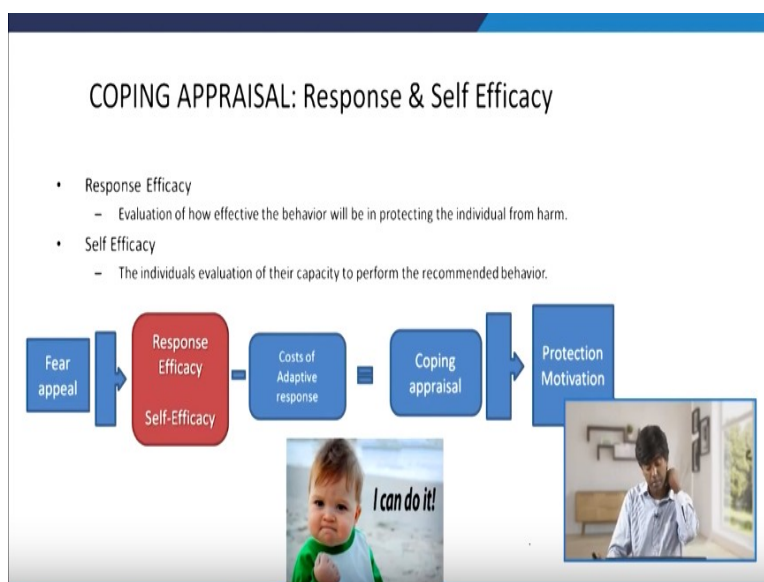 COPING APPRAISAL: Response & Self Efficacy
• Response Efficacy
– Evaluation of how effective the behavior will be in protecting the individual from harm.
• Self Efficacy
– The individuals evaluation of their capacity to perform the recommended behavior.
Fear
appeal
Response
Efficacy
Self-Efficacy
Costs of
Adaptive
response
Coping
appraisal
Protection
Motivation
I can do it!